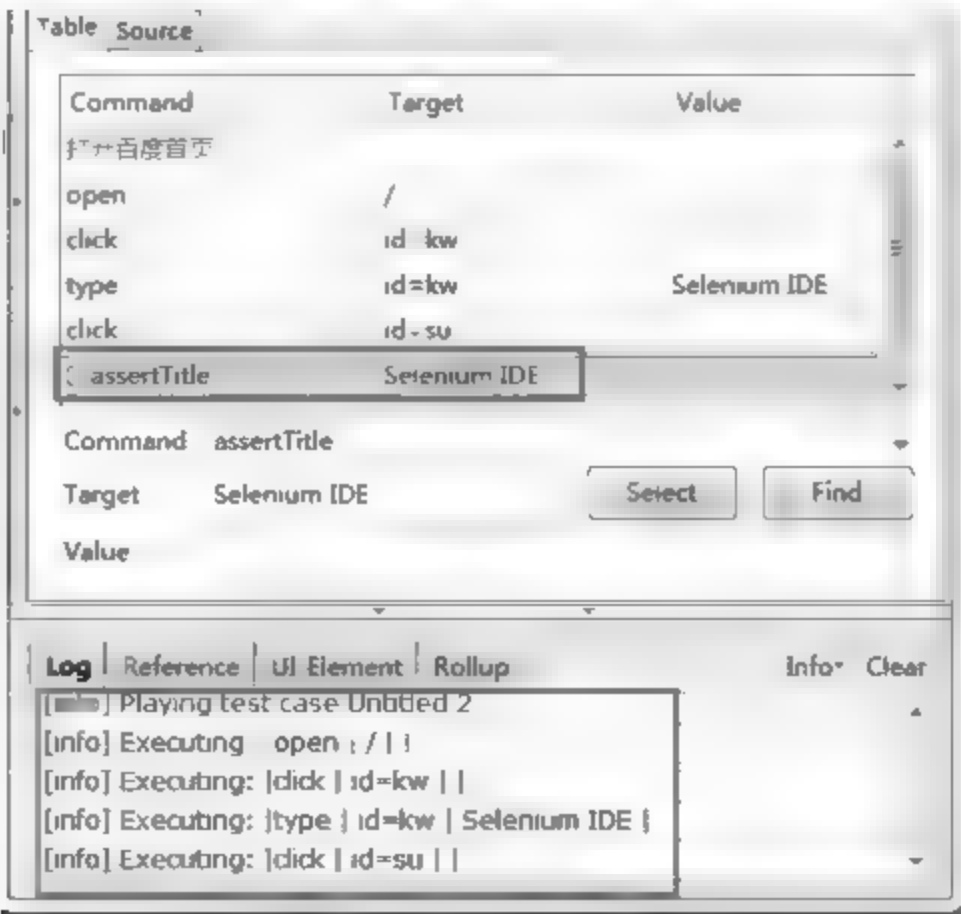 Table Source
Command Target Value
打开百度首页
open /
click id=kw
type id=kw Selenium IDE
click id=su
assertTitle Selenium IDE
Command assertTitle
Target Selenium IDE Select Find
Value
Log Reference UI Element Rollup Info Clear
[info] Playing test case Untitled 2
[info] Executing: |open | / | |
[info] Executing: |click | id=kw | |
[info] Executing: |type | id=kw | Selenium IDE |
[info] Executing: |click | id=su | |